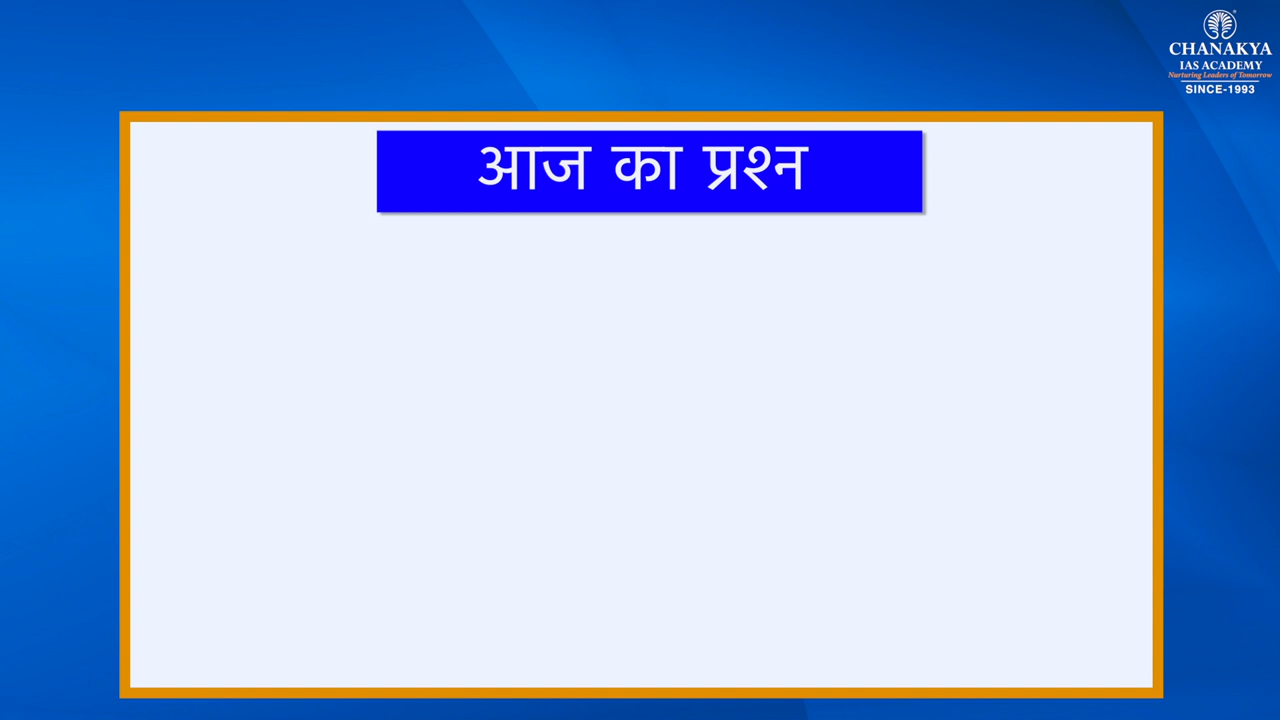 CHANAKYA
IAS ACADEMY
Nurturing Leaders of Tomorrow
SINCE-1993
आज का प्रश्न